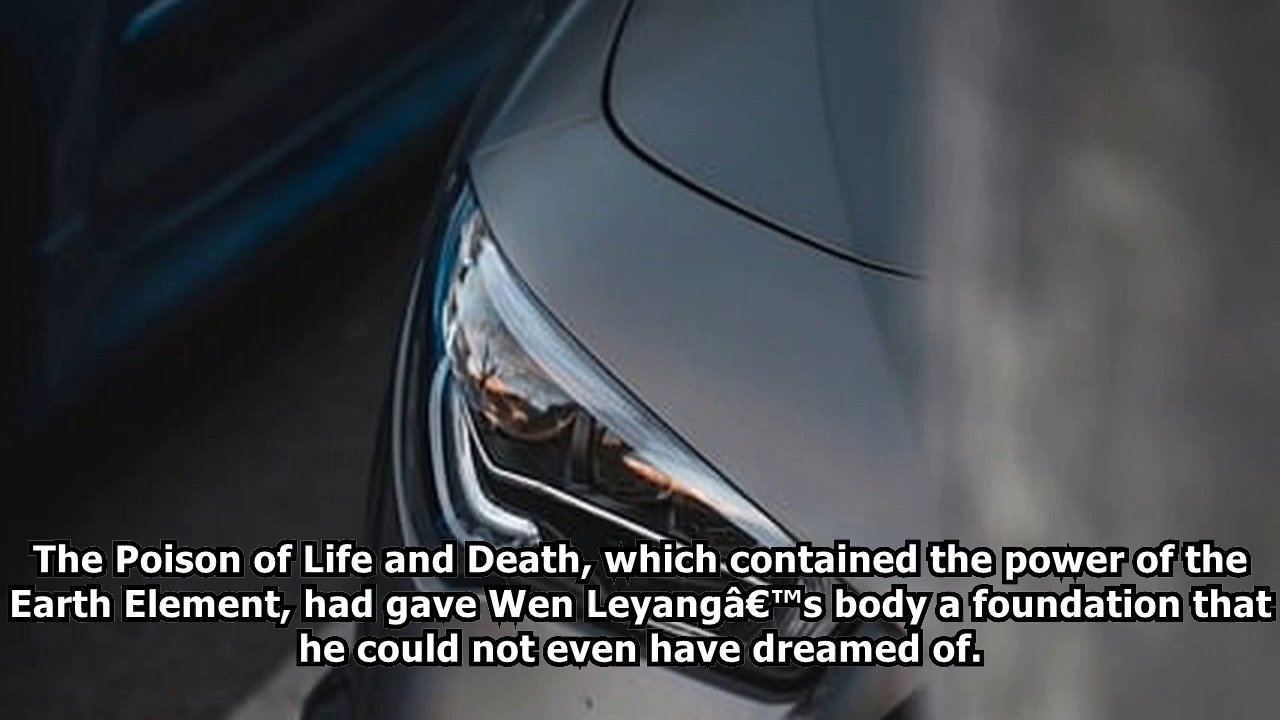 The Poison of Life and Death, which contained the power of the
Earth Element, had gave Wen Leyangâ€™s body a foundation that
he could not even have dreamed of.